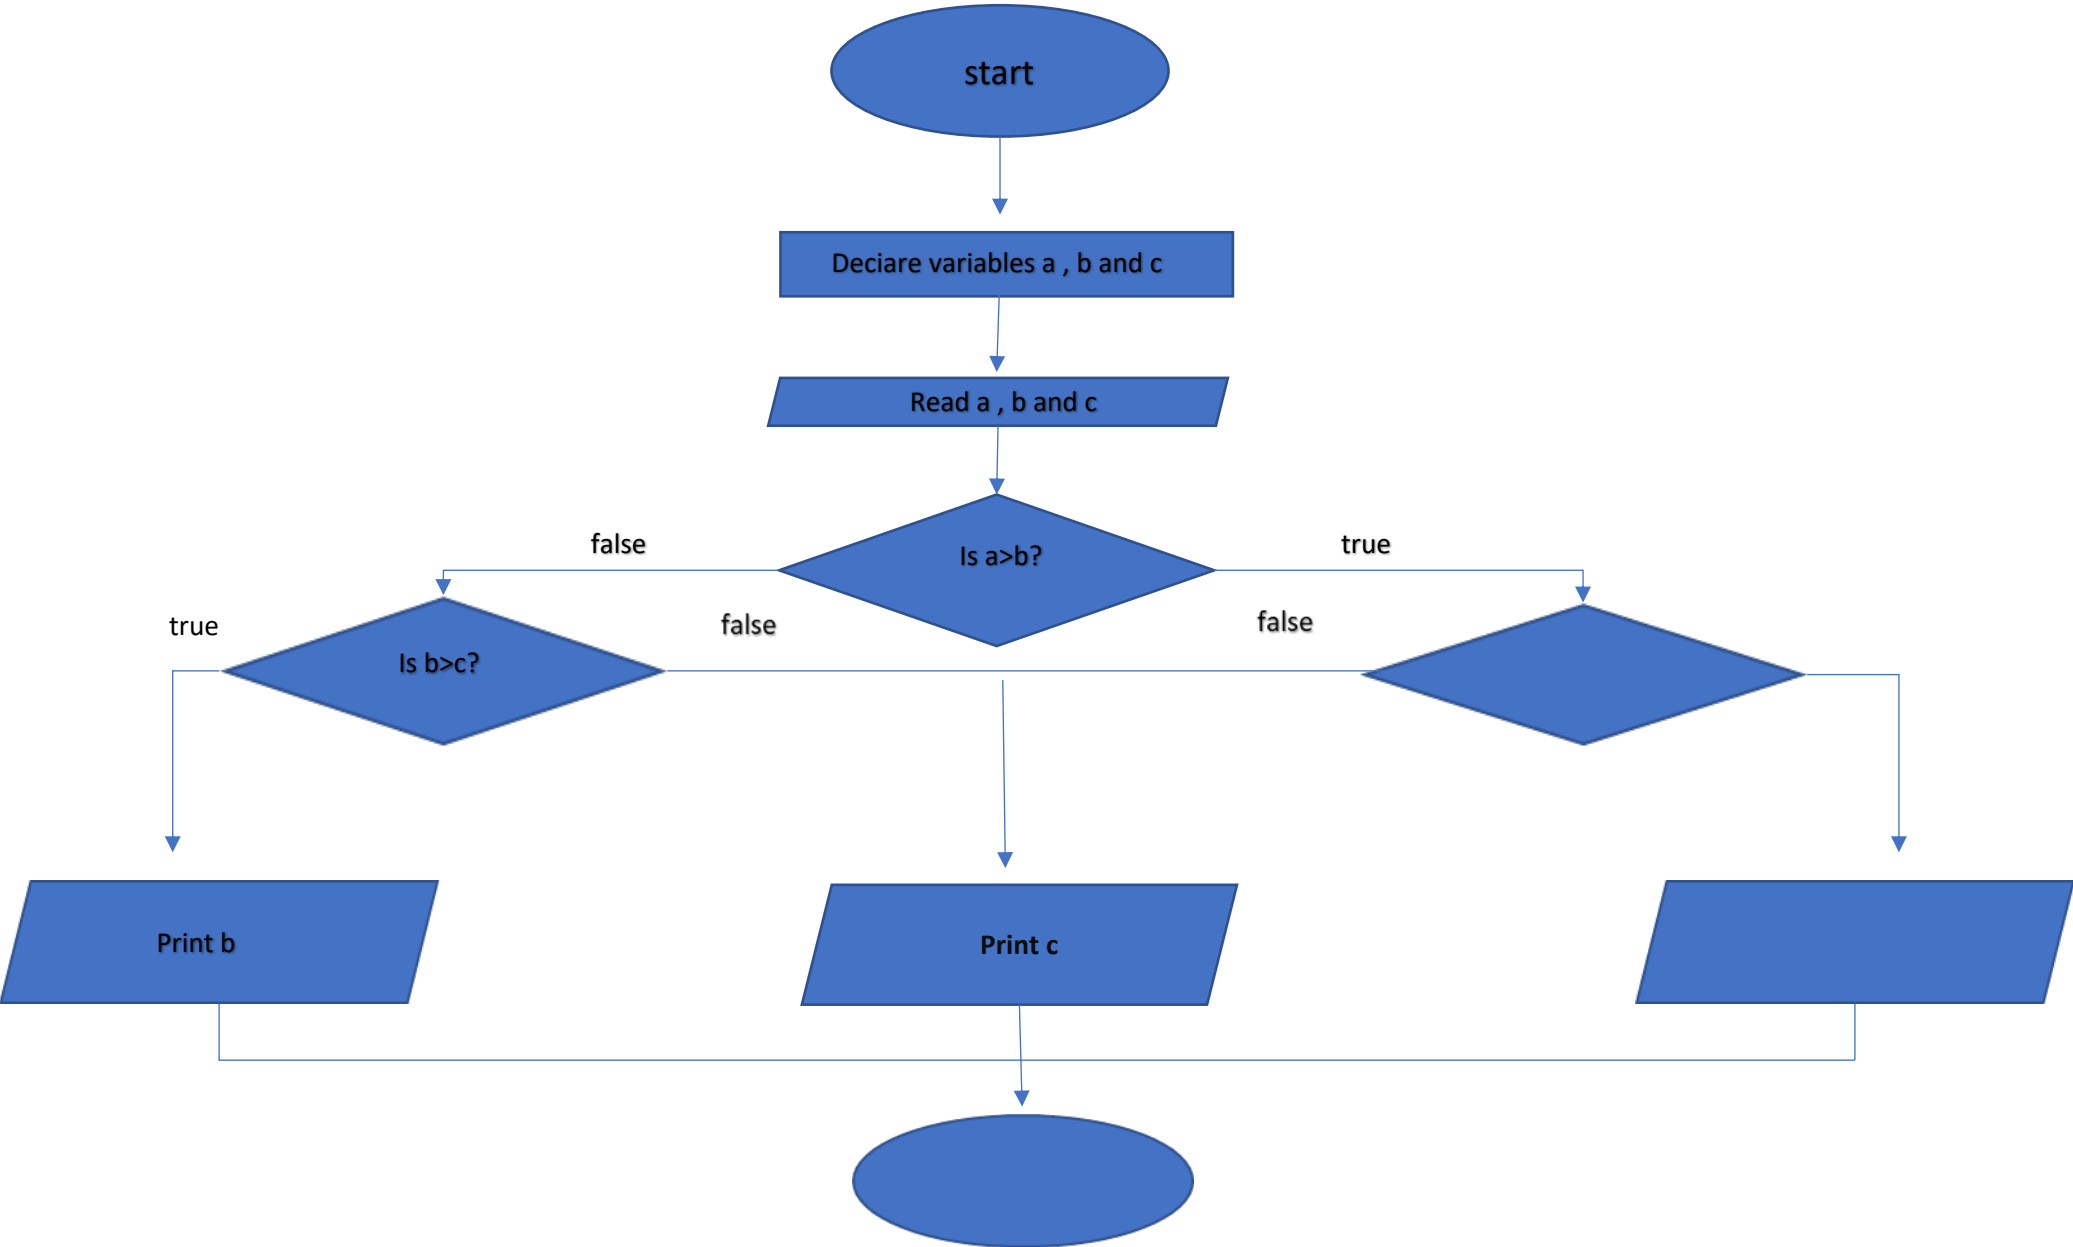 start
Deciare variables a , b and c
Read a , b and c
false
Is a>b?
true
true
Is b>c?
false
false
Print b
Print c